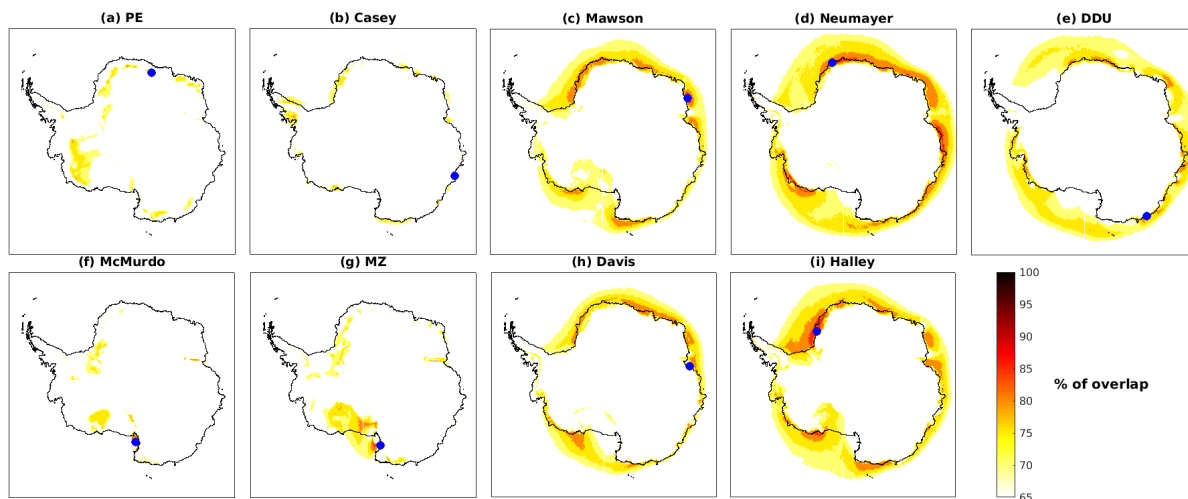 (a) PE
(b) Casey
(c) Mawson
(d) Neumayer
(e) DDU
(f) McMurdo
(g) MZ
(h) Davis
(i) Halley
100
95
90
85
80
75
70
65
% of overlap